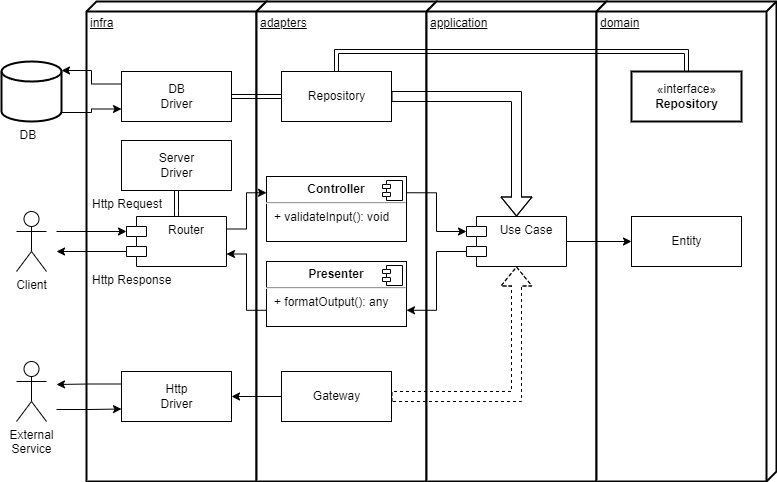 infra
adapters
application
domain
DB
Driver
Repository
«interface»
Repository
DB
Server
Driver
Http Request
Router
Controller
+ validateInput(): void
Use Case
Entity
Client
Http Response
Presenter
+ formatOutput(): any
Http
Driver
Gateway
External
Service